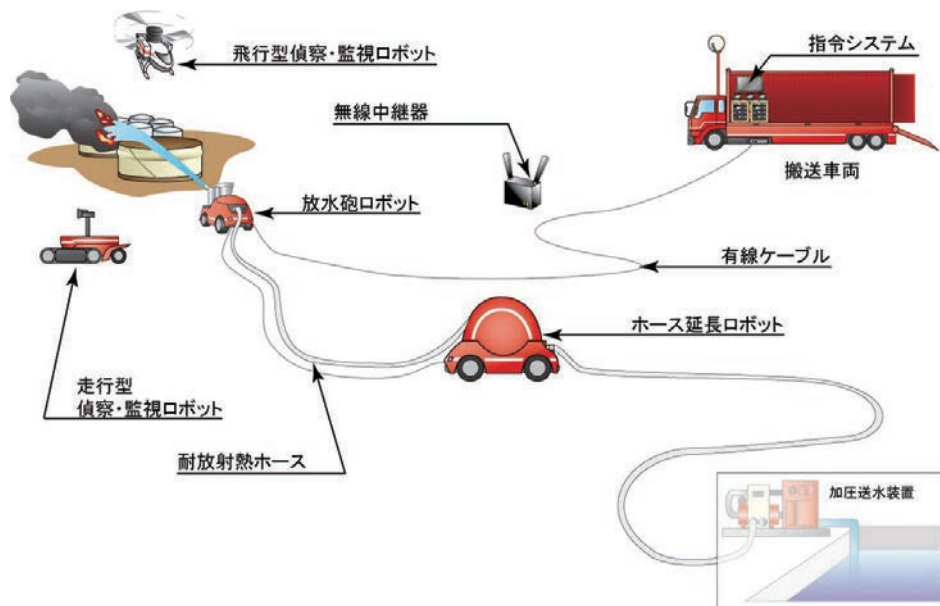 飛行型偵察・監視ロボット
指令システム
無線中継器
搬送車両
放水砲ロボット
有線ケーブル
ホース延長ロボット
走行型
偵察・監視ロボット
耐放射熱ホース
加圧送水装置